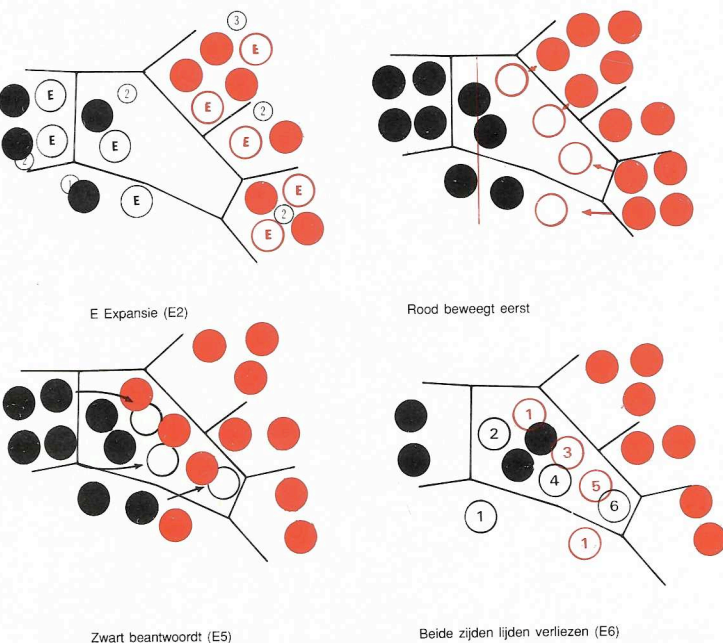 3
E
E
2
E
E
2
E
E
E
2
1
E
E
2
E
E Expansie (E2)
Rood beweegt eerst
1
2
3
4
5
6
1
1
Zwart beantwoordt (E5)
Beide zijden lijden verliezen (E6)